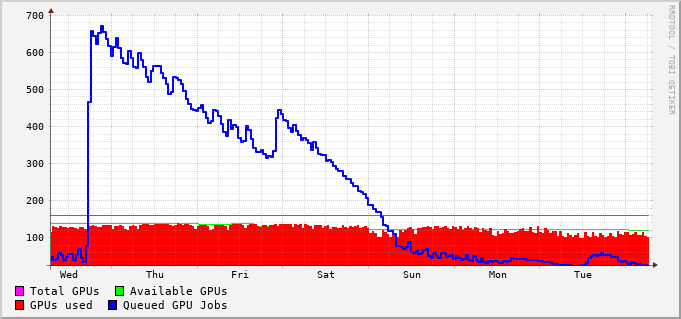 700
600
500
400
300
200
100
Wed Thu Fri Sat Sun Mon Tue
Total GPUs Available GPUs
GPUs used Queued GPU Jobs
RRDTOOL / TOBI OETIKER